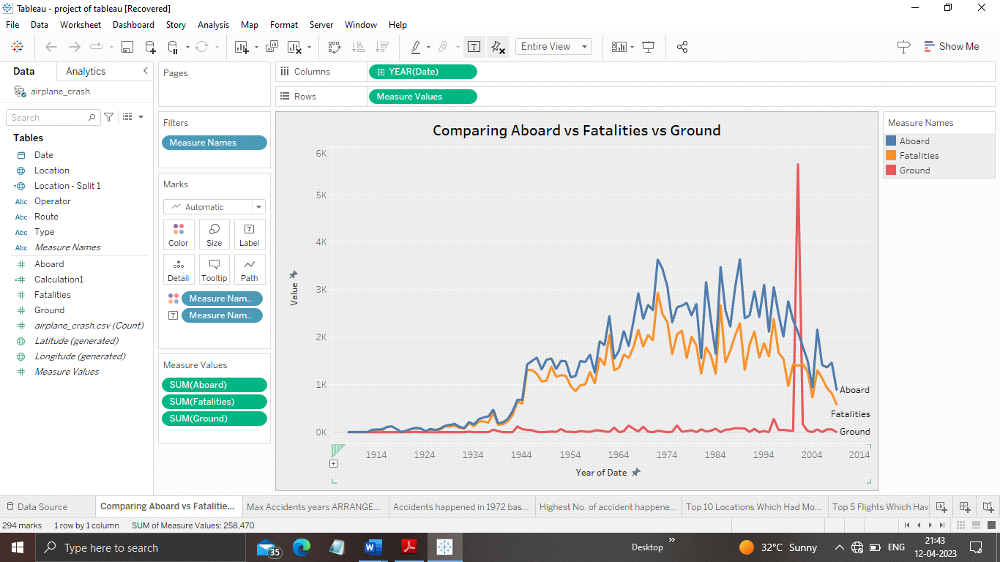 Tableau - project of tableau [Recovered]
File Data Worksheet Dashboard Story Analysis Map Format Server Window Help
Entire View
Show Me
Data Analytics
airplane_crash
Search
Tables
Date
Location
Location - Split 1
Abc Operator
Abc Route
Abc Type
Abc Measure Names
Aboard
Calculation1
Fatalities
Ground
airplane_crash.csv (Count)
Latitude (generated)
Longitude (generated)
Measure Values
Pages
Filters
Measure Names
Marks
Automatic
Color Size Label
Detail Tooltip Path
Measure Nam..
Measure Nam..
Measure Values
SUM(Aboard)
SUM(Fatalities)
SUM(Ground)
Columns YEAR(Date)
Rows Measure Values
Comparing Aboard vs Fatalities vs Ground
6K
5K
4K
3K
2K
1K
0K
Value
Aboard
Fatalities
Ground
1914 1924 1934 1944 1954 1964 1974 1984 1994 2004 2014
Year of Date
Measure Names
Aboard
Fatalities
Ground
Data Source Comparing Aboard vs Fatalitie... Max Accidents years ARRANGE... Accidents happened in 1972 bas... Highest No. of accident happene... Top 10 Locations Which Had Mo... Top 5 Flights Which Hav
294 marks 1 row by 1 column SUM of Measure Values: 258,470
Type here to search
35
Desktop
32°C Sunny
ENG
21:43
12-04-2023